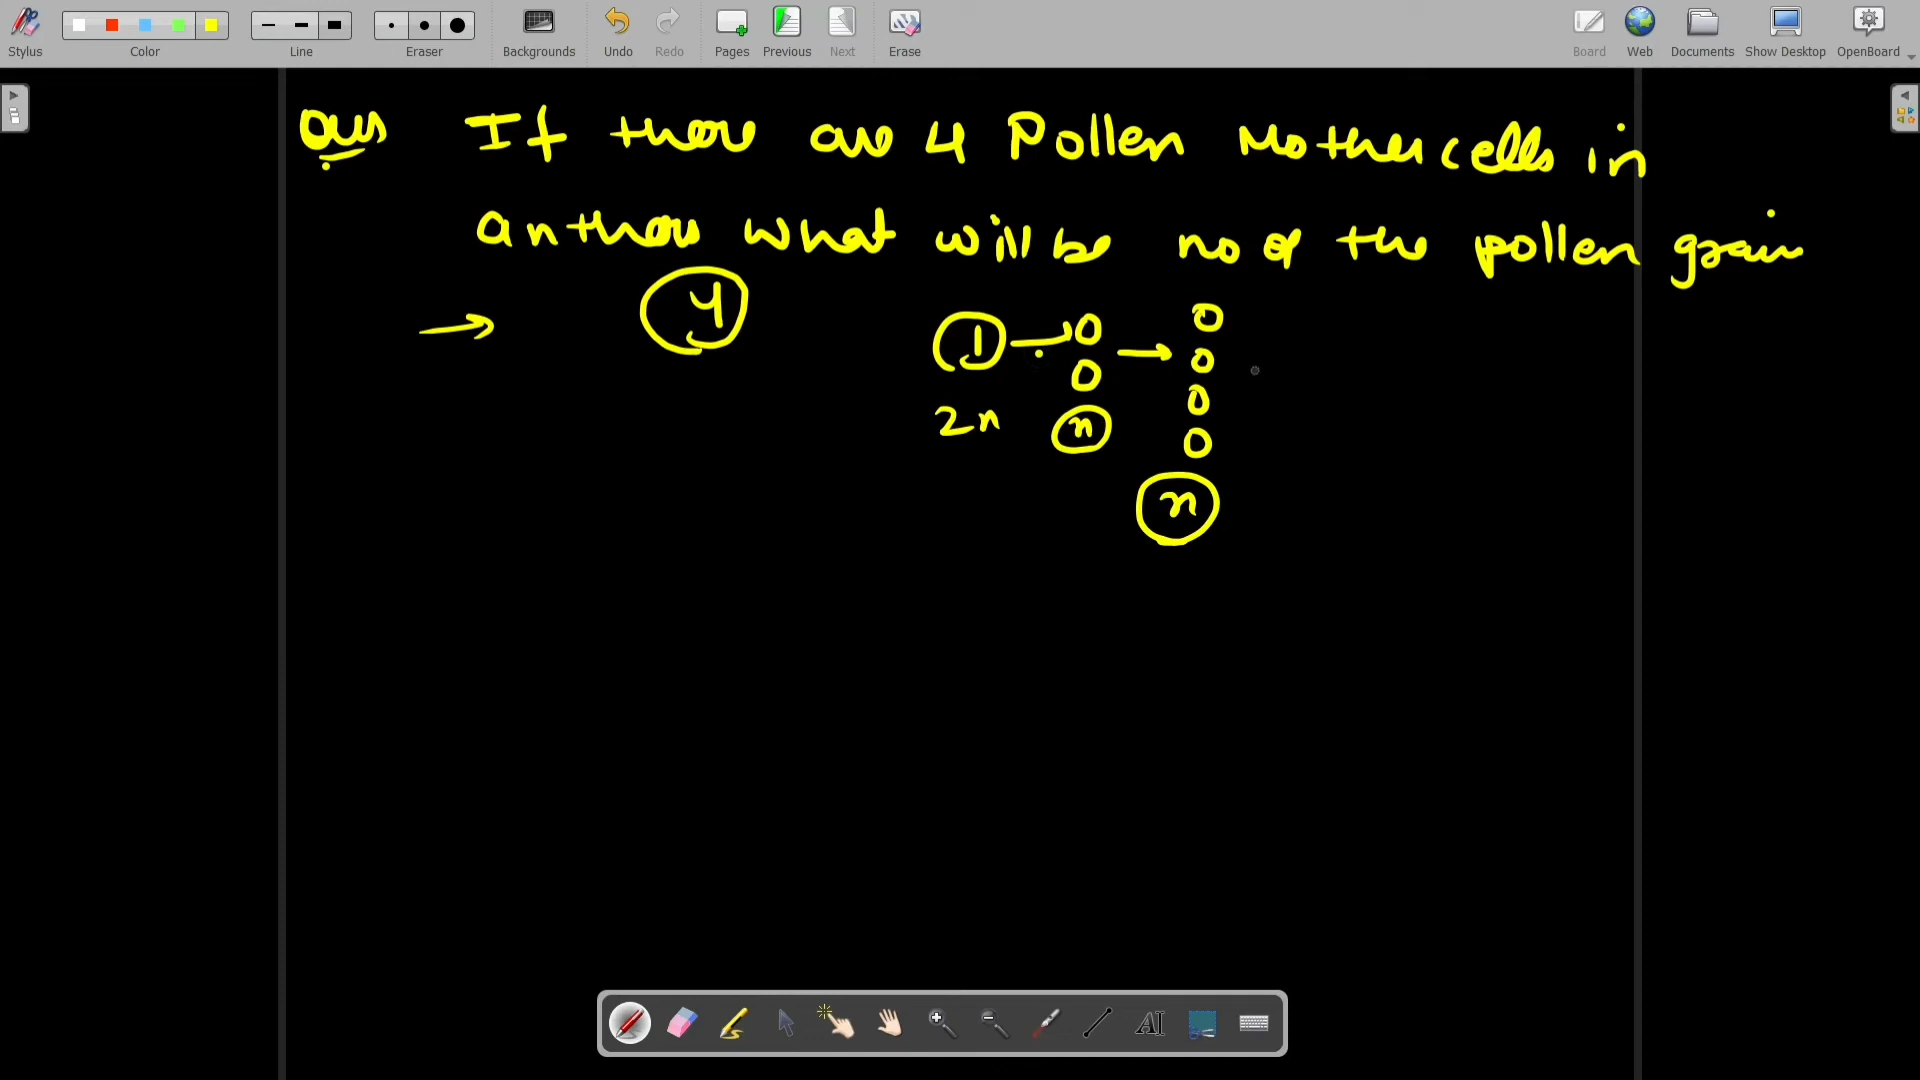 Stylus Color Line Eraser Backgrounds Undo Redo Pages Previous Next Erase Board Web Documents Show Desktop OpenBoard
Ques If there are 4 Pollen Mother cells in
anther what will be no of the pollen grain
→ 4 1 → 0 → 0
0 0
2n n 0
0
n
AI